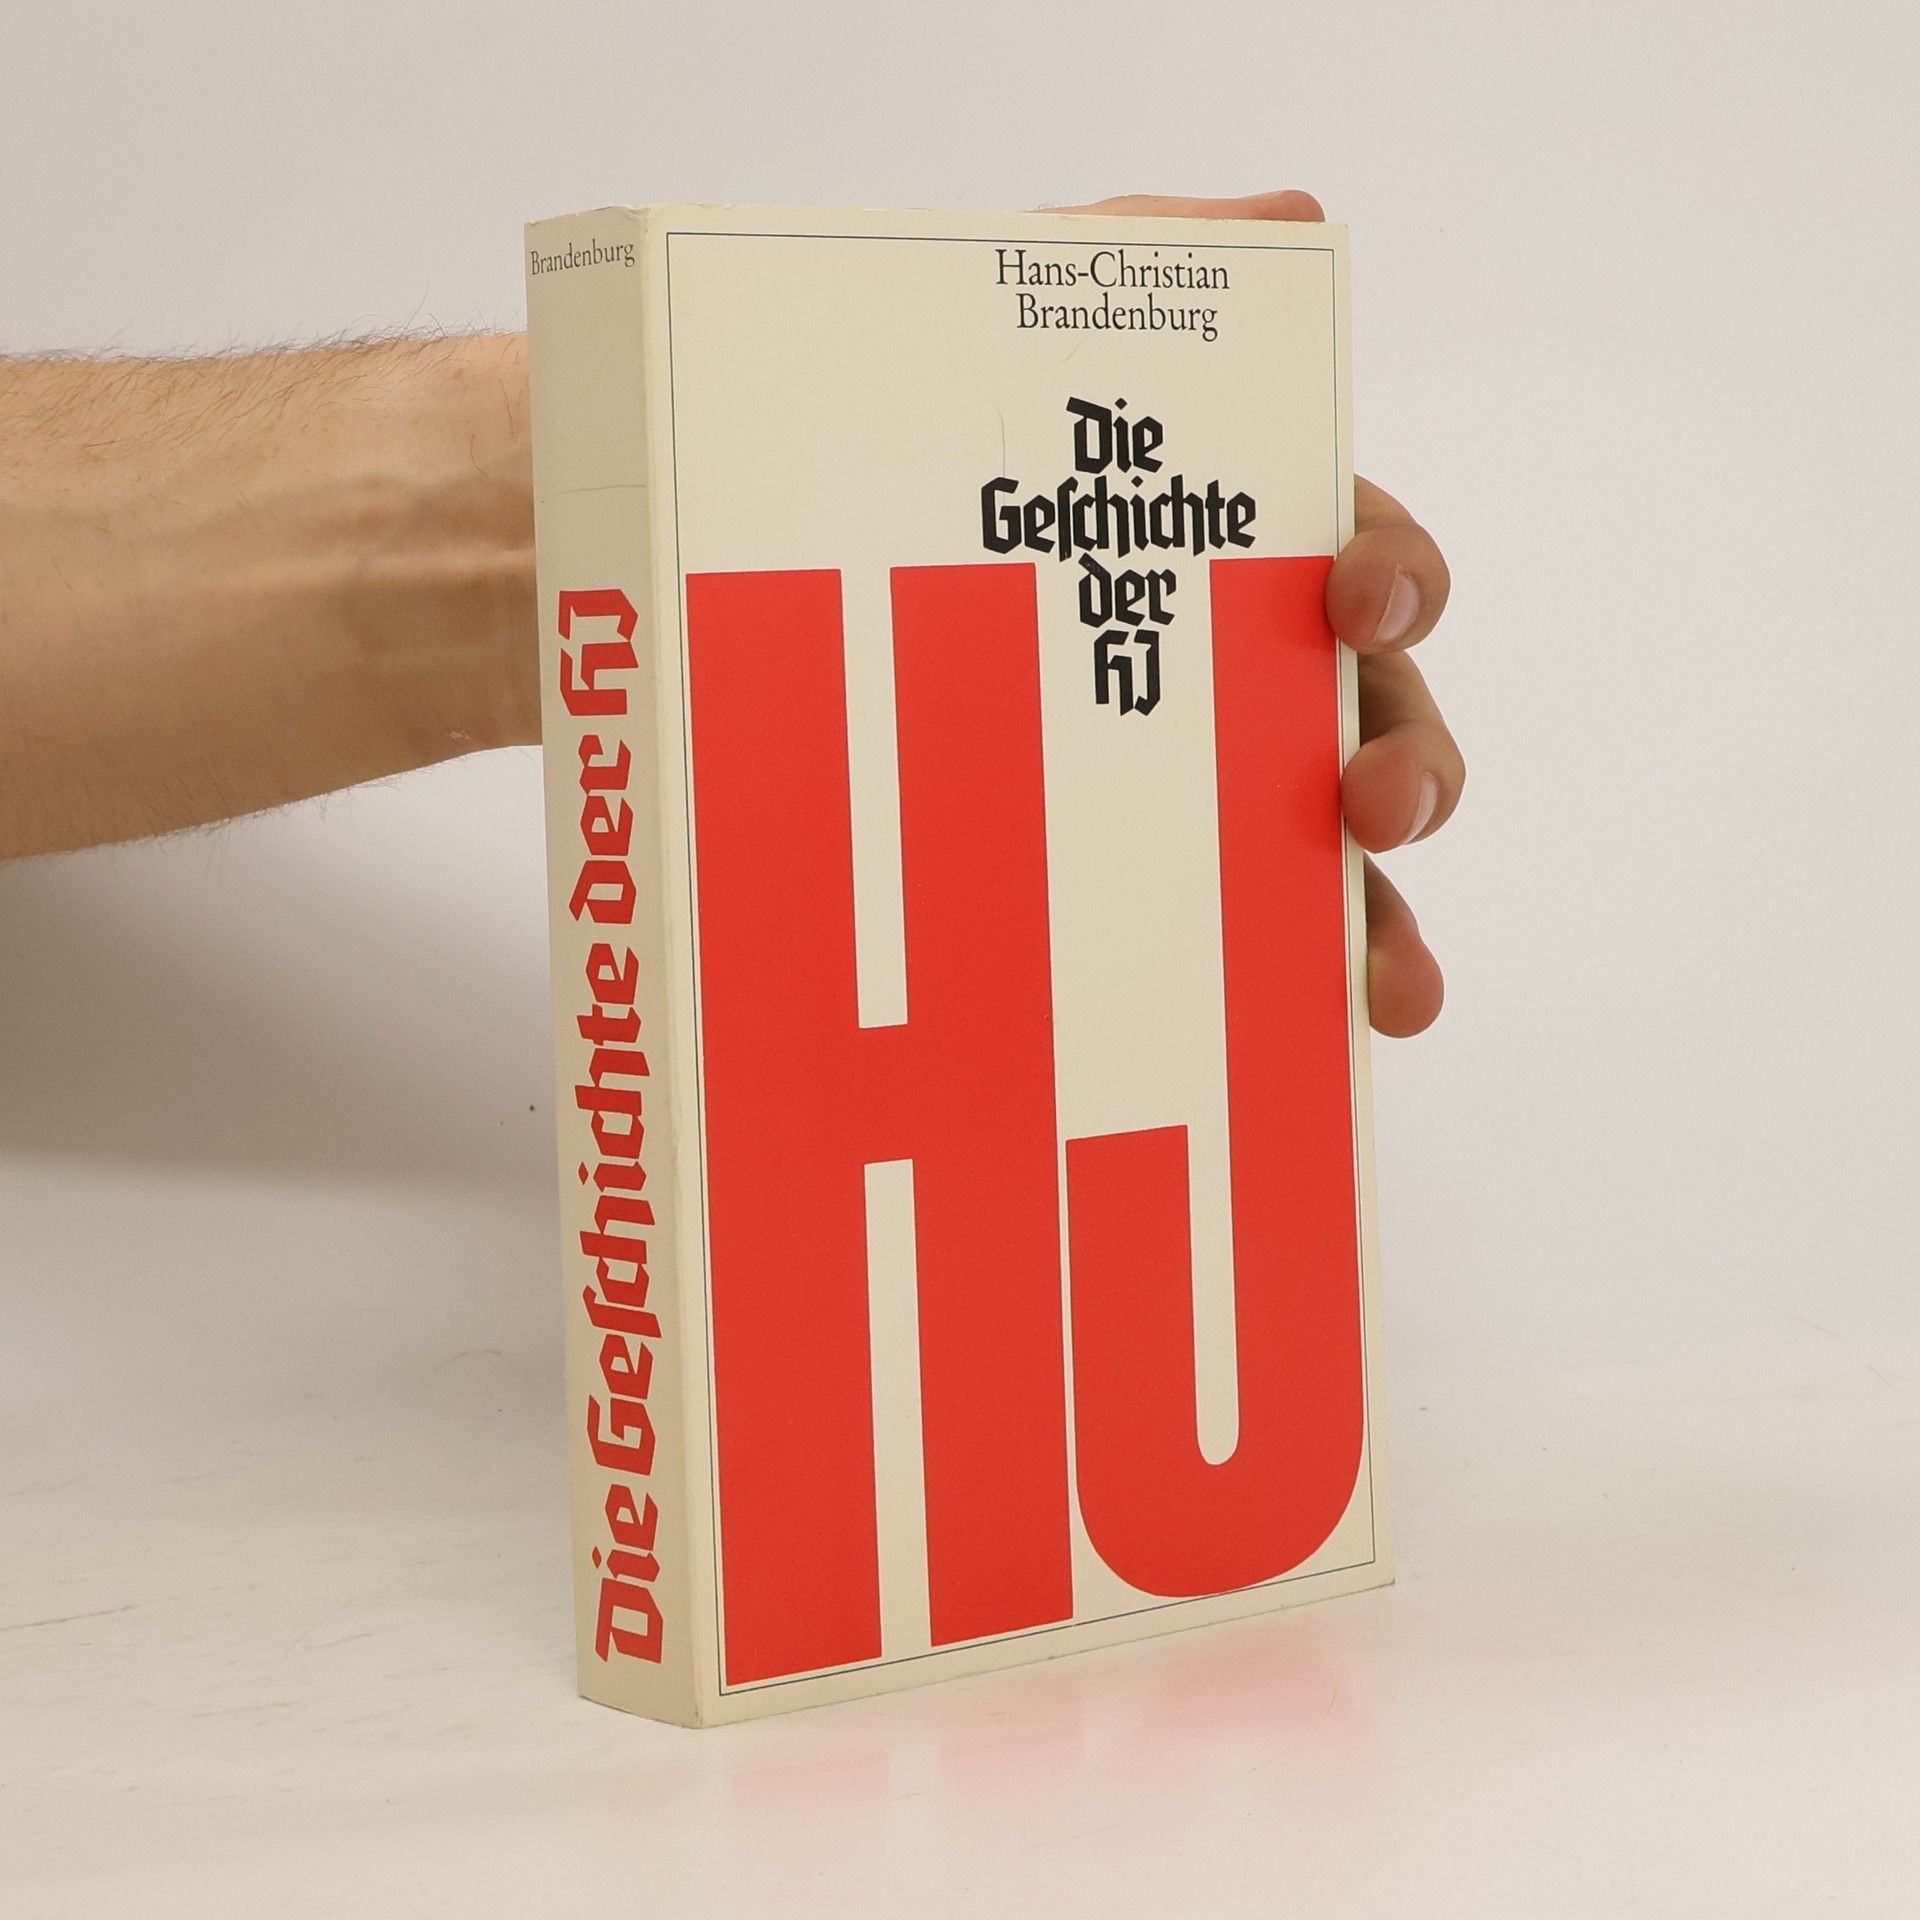 Brandenburg
Die Geſchichte der HJ
Hans-Christian
Brandenburg
Die
Geſchichte
der
HJ
HJ